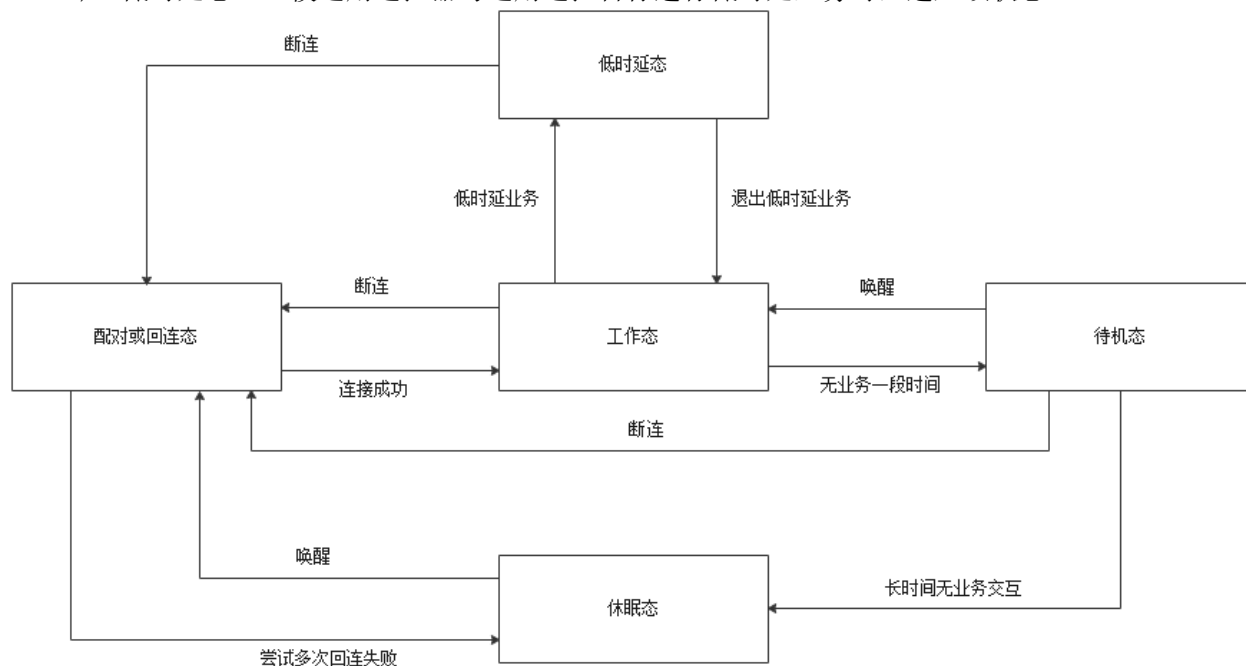 断连
低时延态
低时延业务
退出低时延业务
断连
唤醒
配对或回连态
工作态
待机态
连接成功
无业务一段时间
断连
唤醒
休眠态
长时间无业务交互
尝试多次回连失败